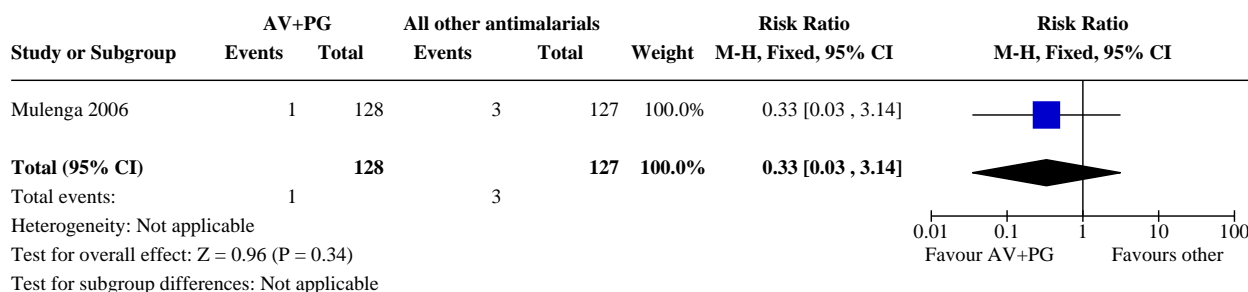 AV+PG All other antimalarials Risk Ratio Risk Ratio
Study or Subgroup Events Total Events Total Weight M-H, Fixed, 95% CI M-H, Fixed, 95% CI
Mulenga 2006 1 128 3 127 100.0% 0.33 [0.03 , 3.14]
Total (95% CI) 128 127 100.0% 0.33 [0.03 , 3.14]
Total events: 1 3
Heterogeneity: Not applicable
0.01 0.1 1 10 100
Test for overall effect: Z = 0.96 (P = 0.34) Favour AV+PG Favours other
Test for subgroup differences: Not applicable